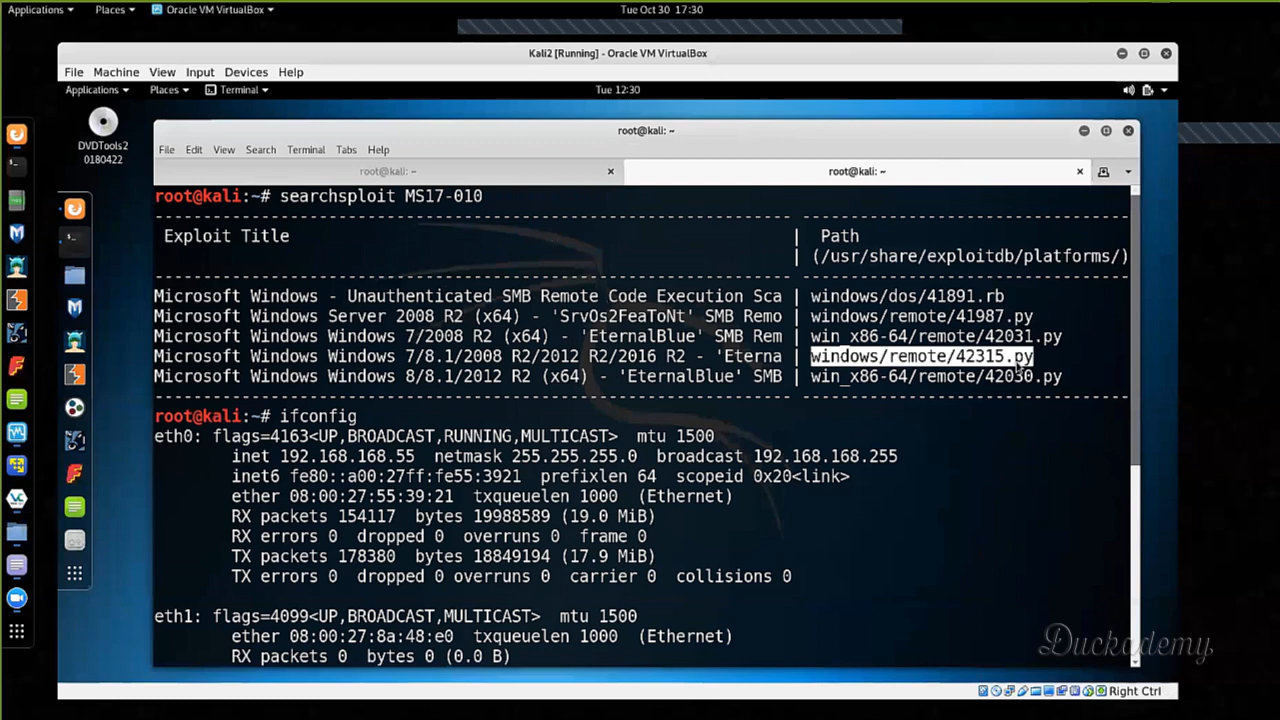 Applications Places Oracle VM VirtualBox Tue Oct 30 17:30
Kali2 [Running] - Oracle VM VirtualBox
File Machine View Input Devices Help
Applications Places Terminal Tue 12:30
DVDTools2
0180422
root@kali: ~
File Edit View Search Terminal Tabs Help
root@kali: ~ root@kali: ~
root@kali:~# searchsploit MS17-010
--------------------------------------------------------------- ----------------------------------
Exploit Title | Path
| (/usr/share/exploitdb/platforms/)
--------------------------------------------------------------- ----------------------------------
Microsoft Windows - Unauthenticated SMB Remote Code Execution Sca | windows/dos/41891.rb
Microsoft Windows Server 2008 R2 (x64) - 'SrvOs2FeaToNt' SMB Remo | windows/remote/41987.py
Microsoft Windows Windows 7/2008 R2 (x64) - 'EternalBlue' SMB Rem | win_x86-64/remote/42031.py
Microsoft Windows Windows 7/8.1/2008 R2/2012 R2/2016 R2 - 'Eterna | windows/remote/42315.py
Microsoft Windows Windows 8/8.1/2012 R2 (x64) - 'EternalBlue' SMB | win_x86-64/remote/42030.py
--------------------------------------------------------------- ----------------------------------
root@kali:~# ifconfig
eth0: flags=4163<UP,BROADCAST,RUNNING,MULTICAST> mtu 1500
inet 192.168.168.55 netmask 255.255.255.0 broadcast 192.168.168.255
inet6 fe80::a00:27ff:fe55:3921 prefixlen 64 scopeid 0x20<link>
ether 08:00:27:55:39:21 txqueuelen 1000 (Ethernet)
RX packets 154117 bytes 19988589 (19.0 MiB)
RX errors 0 dropped 0 overruns 0 frame 0
TX packets 178380 bytes 18849194 (17.9 MiB)
TX errors 0 dropped 0 overruns 0 carrier 0 collisions 0
eth1: flags=4099<UP,BROADCAST,MULTICAST> mtu 1500
ether 08:00:27:8a:48:e0 txqueuelen 1000 (Ethernet)
RX packets 0 bytes 0 (0.0 B)
Duckademy
Right Ctrl